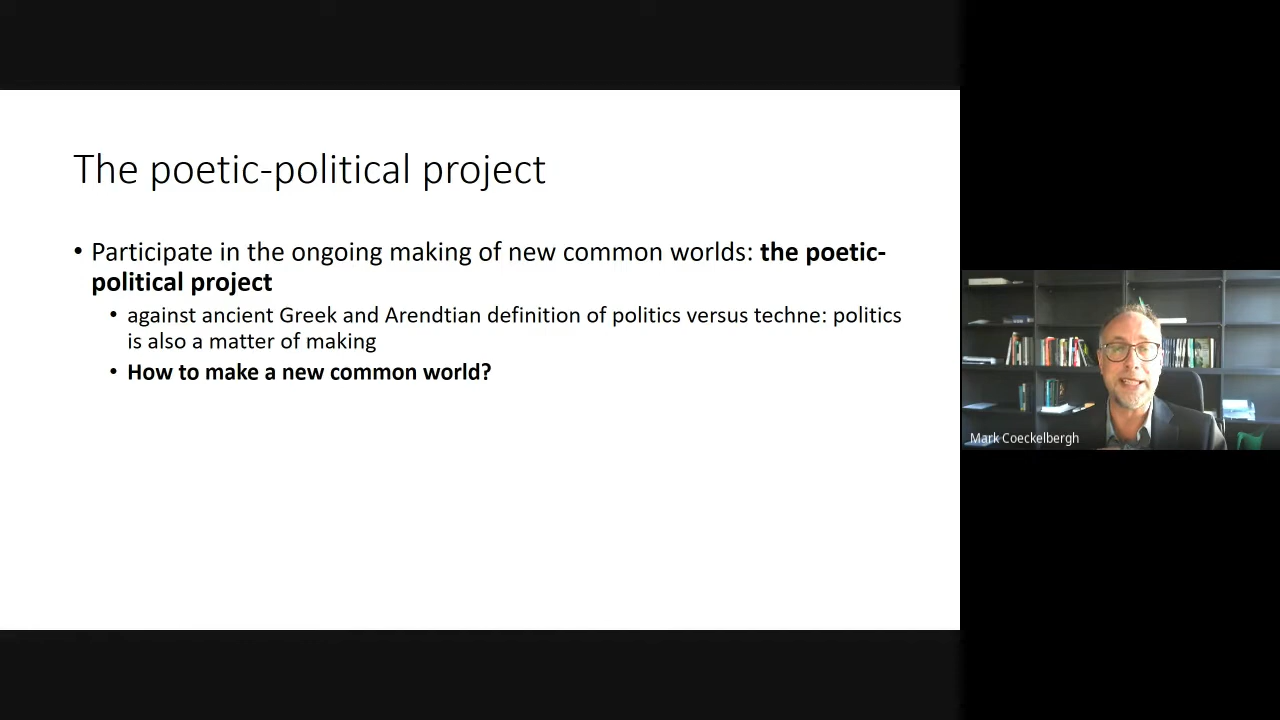 The poetic-political project
• Participate in the ongoing making of new common worlds: the poetic-
political project
• against ancient Greek and Arendtian definition of politics versus techne: politics
is also a matter of making
• How to make a new common world?
Mark Coeckelbergh